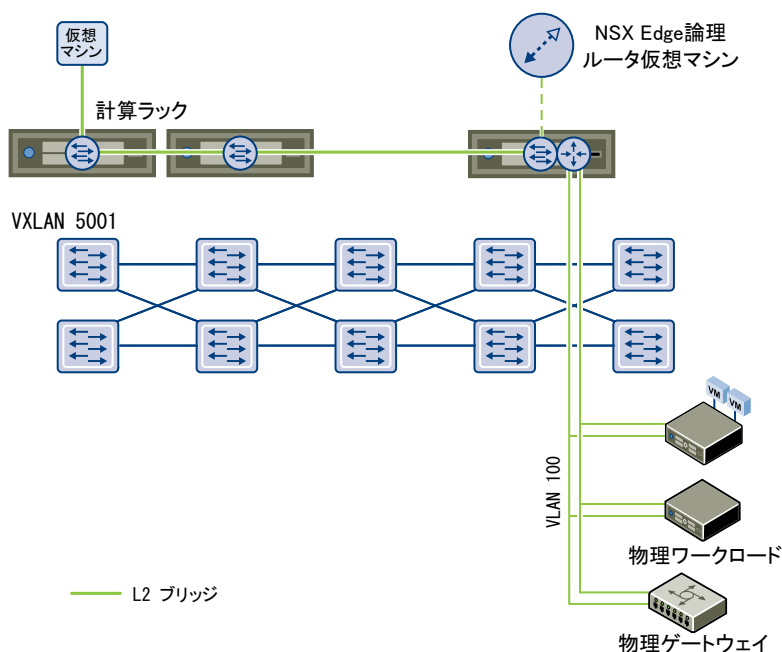 仮想
マシン
NSX Edge論理
ルータ仮想マシン
計算ラック
VXLAN 5001
VM
VM
VLAN 100
物理ワークロード
L2 ブリッジ
物理ゲートウェイ